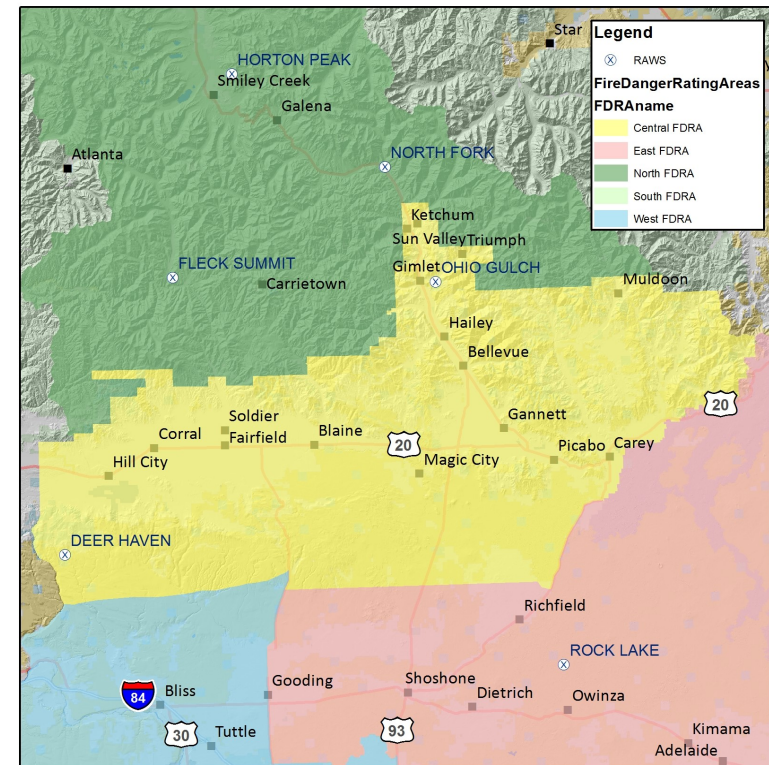 Star
Legend
RAWS
FireDangerRatingAreas
FDRAname
Central FDRA
East FDRA
North FDRA
South FDRA
West FDRA
HORTON PEAK
Smiley Creek
Galena
Atlanta
NORTH FORK
Ketchum
Sun Valley Triumph
FLECK SUMMIT
Gimlet OHIO GULCH
Carrietown
Muldoon
Hailey
Bellevue
20
Gannett
Soldier
Corral
Fairfield
Blaine
20
Picabo
Carey
Hill City
Magic City
DEER HAVEN
Richfield
ROCK LAKE
Gooding
Shoshone
84
Bliss
Dietrich
Owinza
30
Tuttle
93
Kimama
Adelaide